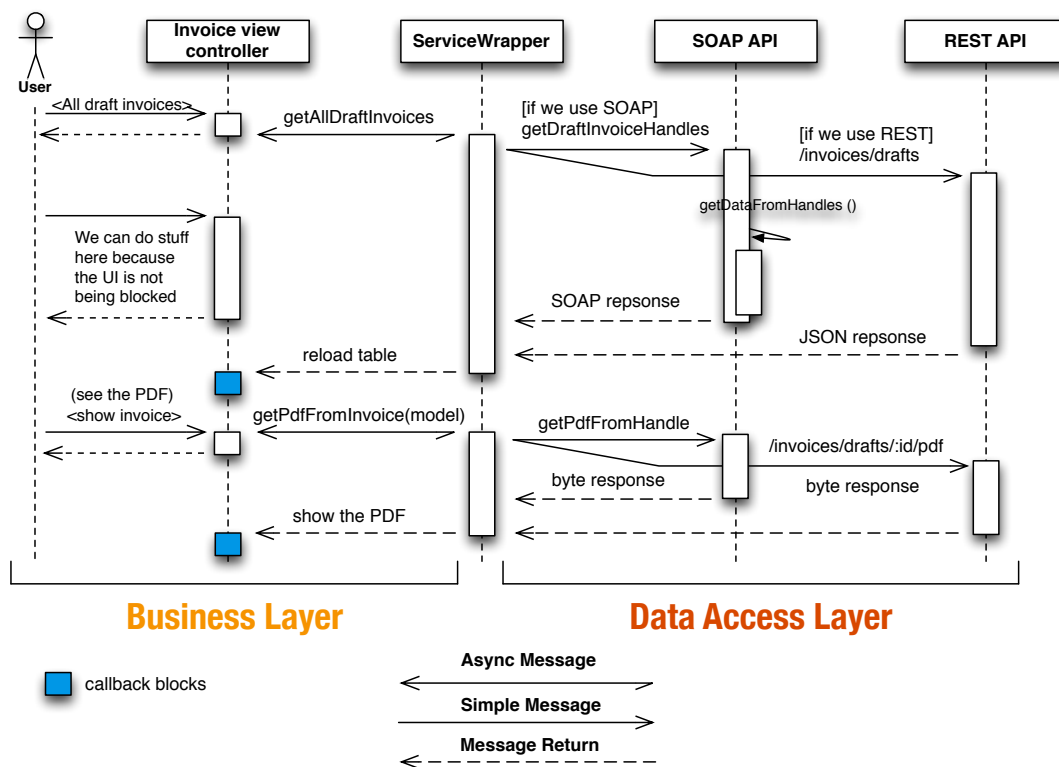 Invoice view
controller
ServiceWrapper
SOAP API
REST API
User
<All draft invoices>
getAllDraftInvoices
[if we use SOAP]
getDraftInvoiceHandles
[if we use REST]
/invoices/drafts
getDataFromHandles ()
We can do stuff
here because
the UI is not
being blocked
SOAP repsonse
JSON repsonse
reload table
(see the PDF)
<show invoice>
getPdfFromInvoice(model)
getPdfFromHandle
/invoices/drafts/:id/pdf
byte response
byte response
show the PDF
Business Layer
Data Access Layer
callback blocks
Async Message
Simple Message
Message Return